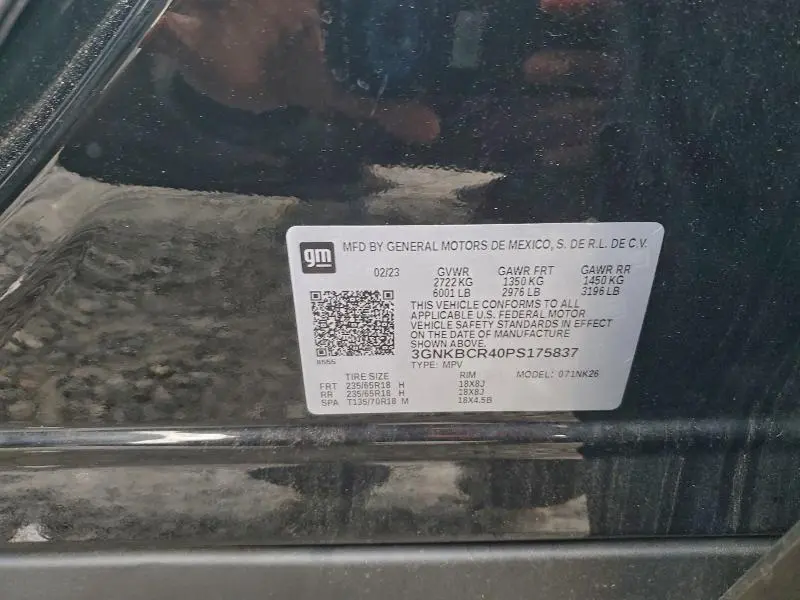 gm
MFD BY GENERAL MOTORS DE MEXICO, S. DE R.L. DE C.V.
02/23 GVWR GAWR FRT GAWR RR
2722 KG 1350 KG 1450 KG
6001 LB 2976 LB 3196 LB
THIS VEHICLE CONFORMS TO ALL
APPLICABLE U.S. FEDERAL MOTOR
VEHICLE SAFETY STANDARDS IN EFFECT
ON THE DATE OF MANUFACTURE
SHOWN ABOVE.
3GNKBCR40PS175837
TYPE: MPV
TIRE SIZE RIM MODEL: 071NK26
FRT 235/65R18 H 18X8J
RR 235/65R18 H 18X8J
SPA T135/70R18 M 18X4.5B